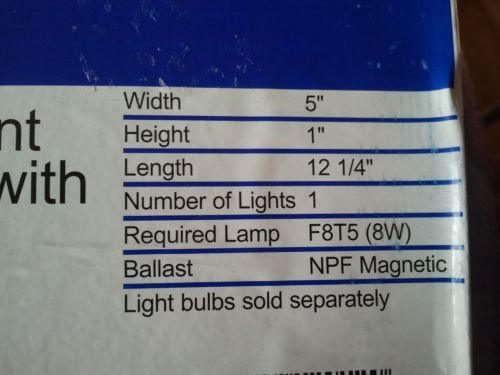 Width 5"
Height 1"
nt
Length 12 1/4"
with
Number of Lights 1
Required Lamp F8T5 (8W)
Ballast NPF Magnetic
Light bulbs sold separately